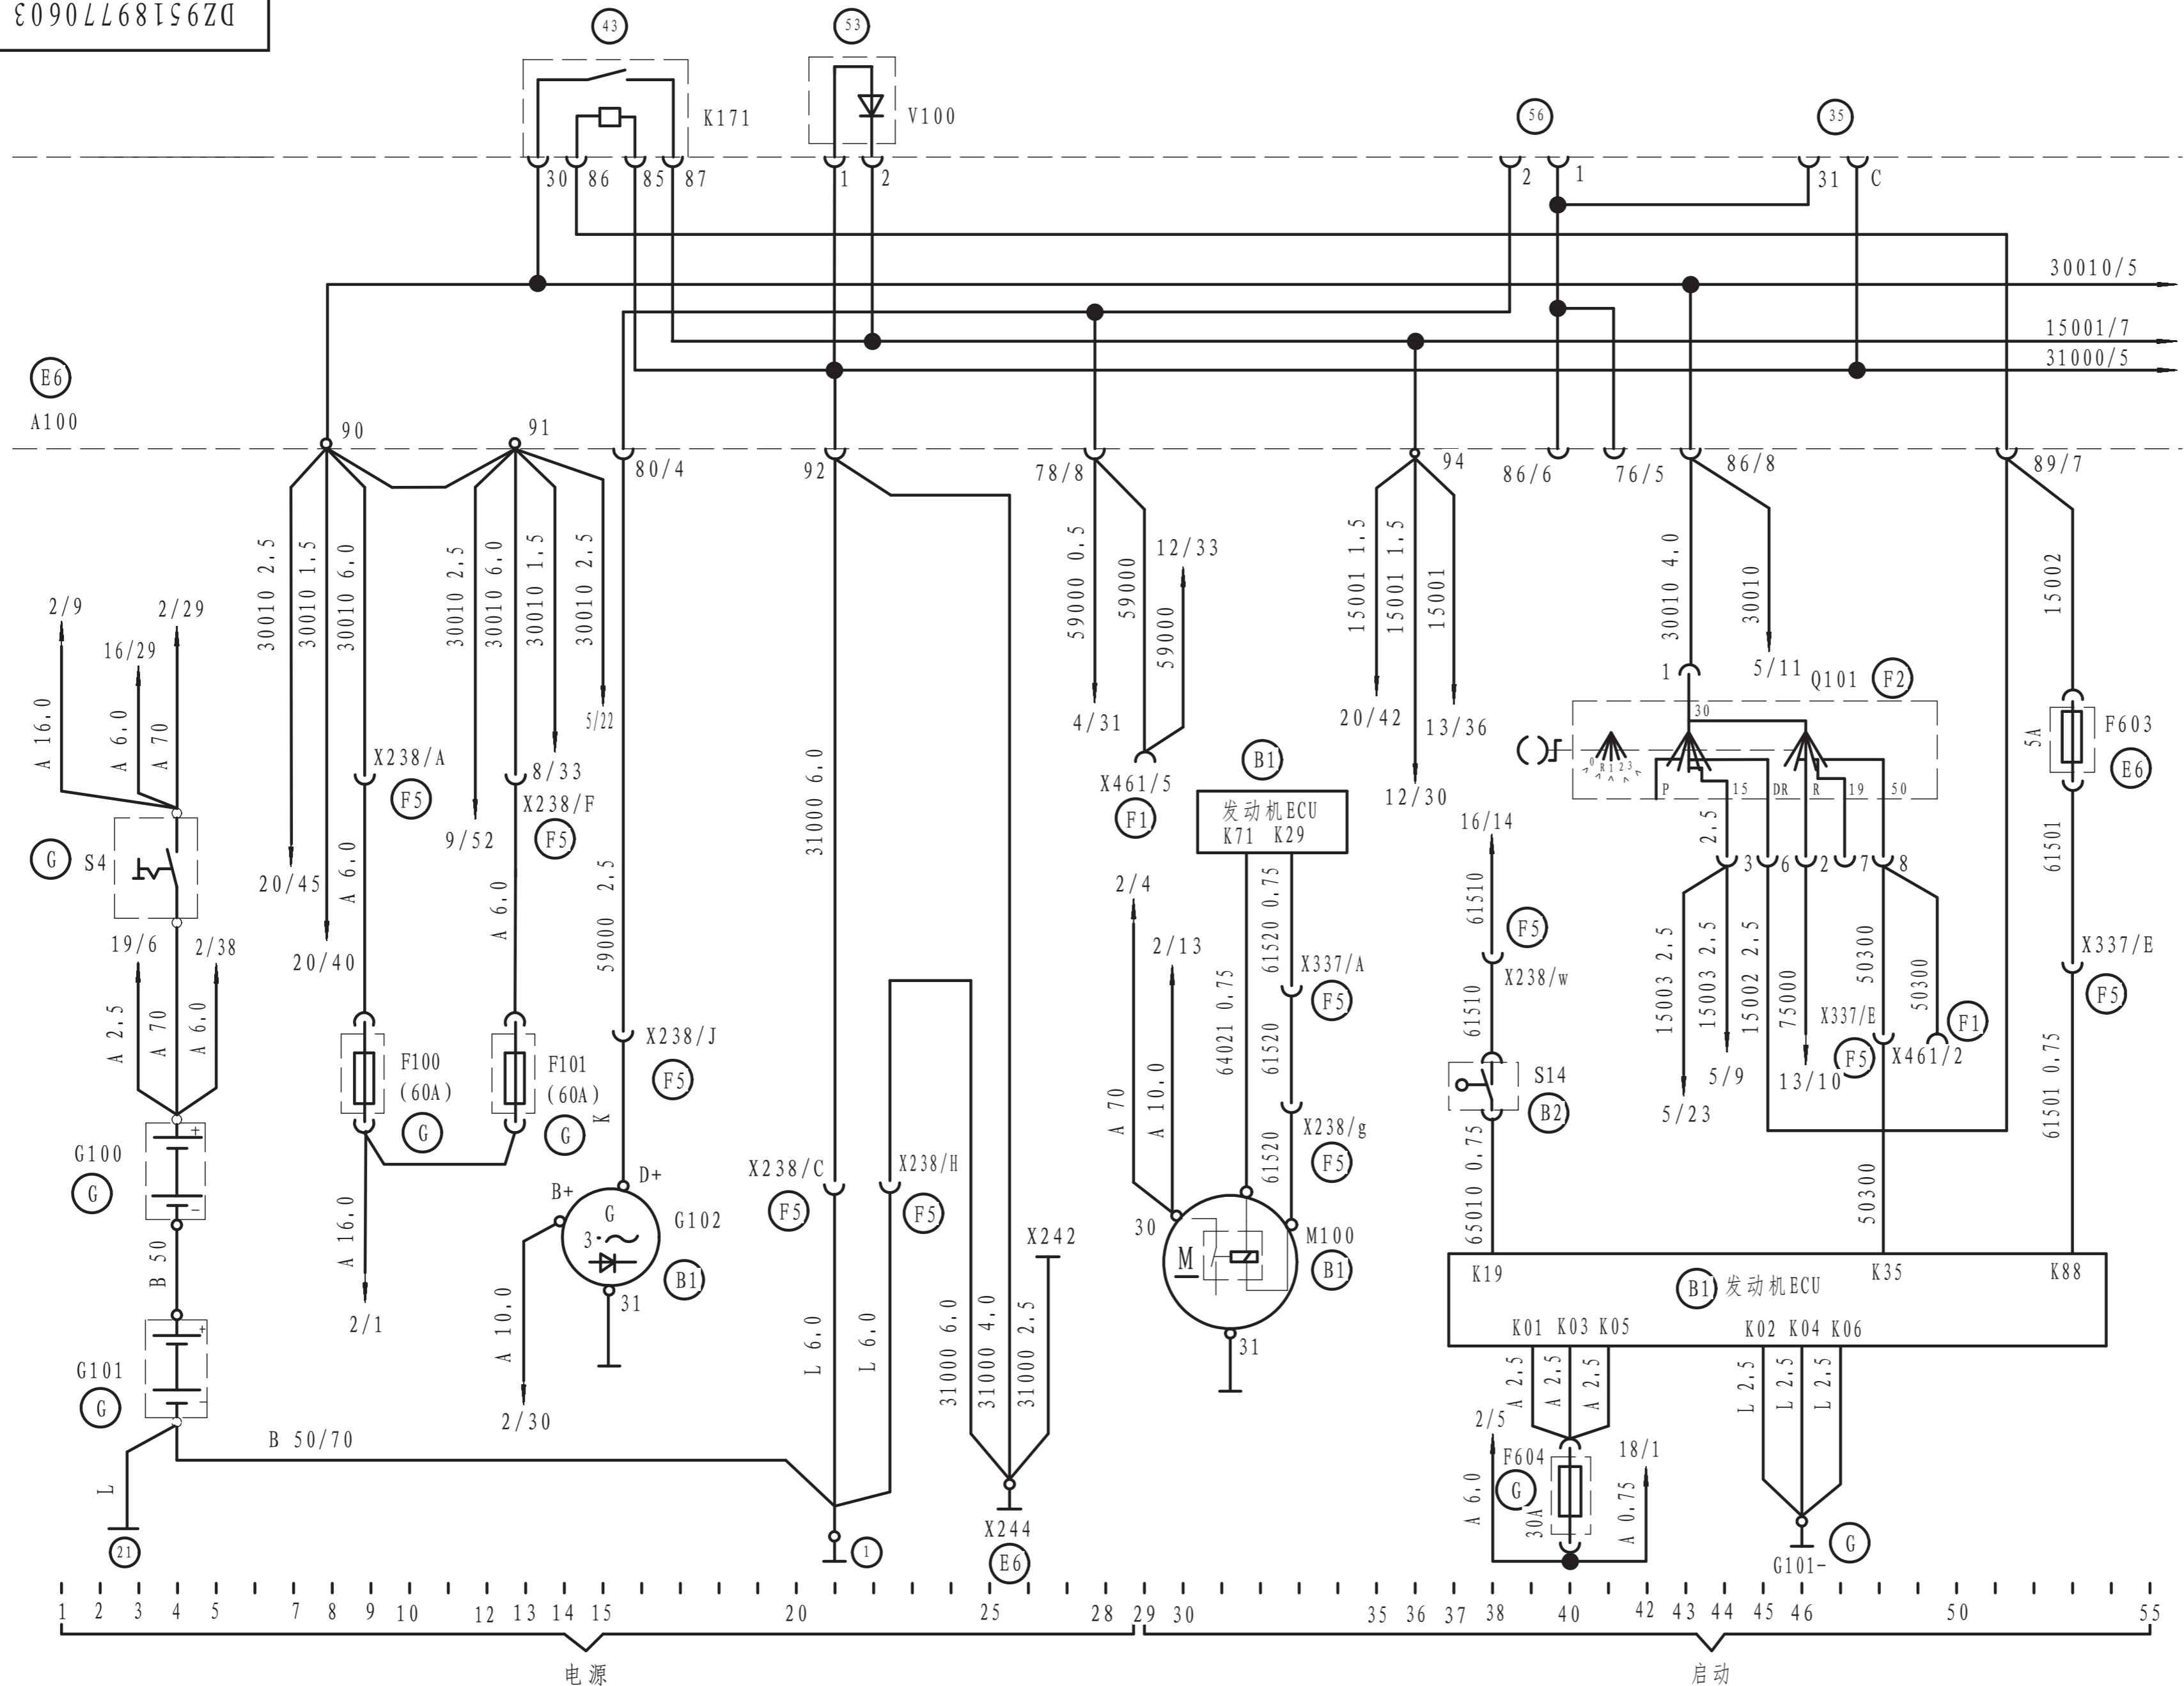 DZ95189770603
43
53
K171
V100
56
35
30
86
85
87
1
2
2
1
31
C
30010/5
15001/7
31000/5
E6
A100
90
91
80/4
92
78/8
94
86/6
76/5
86/8
89/7
2/9
16/29
2/29
A 16.0
A 6.0
A 70
30010 2.5
30010 1.5
30010 6.0
30010 2.5
30010 6.0
30010 1.5
30010 2.5
31000 6.0
59000 0.5
59000
59000
12/33
15001 1.5
15001 1.5
15001
30010 4.0
30010
15002
1
5/11
Q101
F2
30
0 R 1 2 3
P
15
DR
R
19
50
5A
F603
E6
5/22
4/31
20/42
13/36
X461/5
F1
12/30
B1
发动机ECU
K71 K29
X238/A
F5
8/33
X238/F
F5
9/52
G
S4
20/45
A 6.0
20/40
A 6.0
59000 2.5
19/6
2/38
A 2.5
A 70
A 6.0
2/4
2/13
61520 0.75
64021 0.75
X337/A
F5
61520
16/14
61510
F5
X238/w
61510
2.5
3
6
2
7
8
61501
15003 2.5
15003 2.5
15002 2.5
75000
50300
50300
X337/E
F5
X337/E
F5
F1
X461/2
5/9
13/10
5/23
F100
(60A)
G
F101
(60A)
G
K
X238/J
F5
A 70
A 10.0
X238/g
F5
61520
S14
B2
61501 0.75
G100
G
+
-
B 50
G101
G
+
-
A 16.0
2/1
B+
D+
G
3
G102
B1
31
A 10.0
2/30
X238/C
F5
X238/H
F5
X242
30
M
M100
B1
31
65010 0.75
50300
K19
B1
发动机ECU
K35
K88
K01 K03 K05
K02 K04 K06
L 6.0
L 6.0
31000 6.0
31000 4.0
31000 2.5
A 2.5
A 2.5
A 2.5
L 2.5
L 2.5
L 2.5
B 50/70
L
21
1
X244
E6
2/5
A 6.0
F604
G
30A
18/1
A 0.75
G101-
G
1 2 3 4 5 7 8 9 10 12 13 14 15 20 25 28 29 30 35 36 37 38 40 42 43 44 45 46 50 55
电源
启动